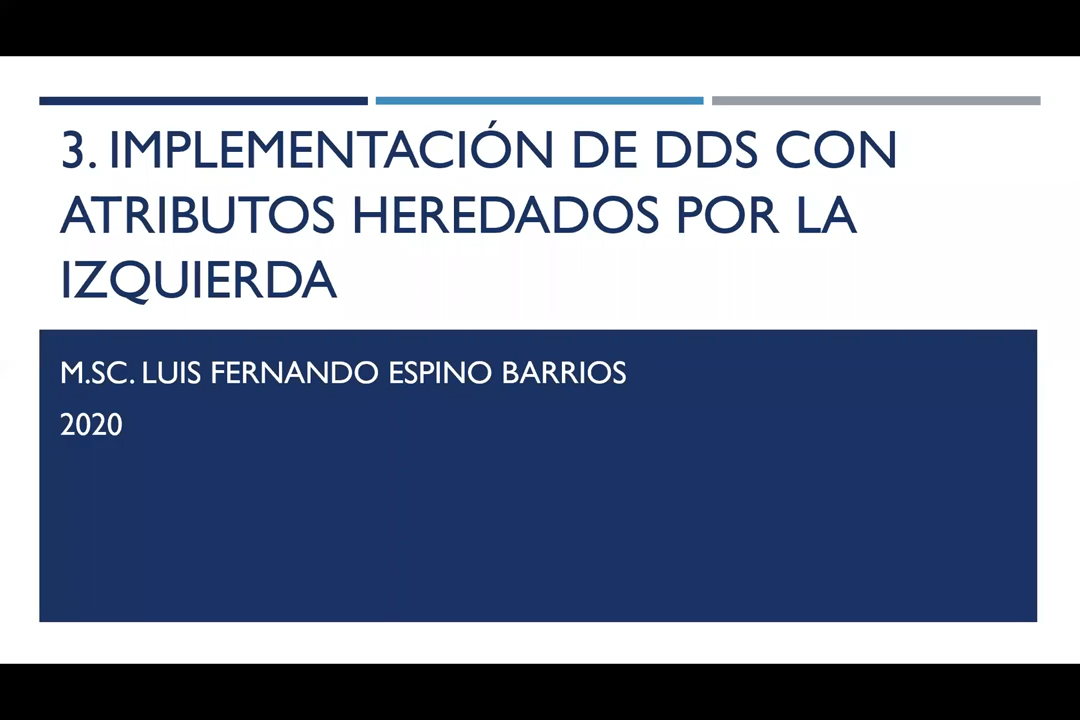 3. IMPLEMENTACIÓN DE DDS CON
ATRIBUTOS HEREDADOS POR LA
IZQUIERDA
M.SC. LUIS FERNANDO ESPINO BARRIOS
2020